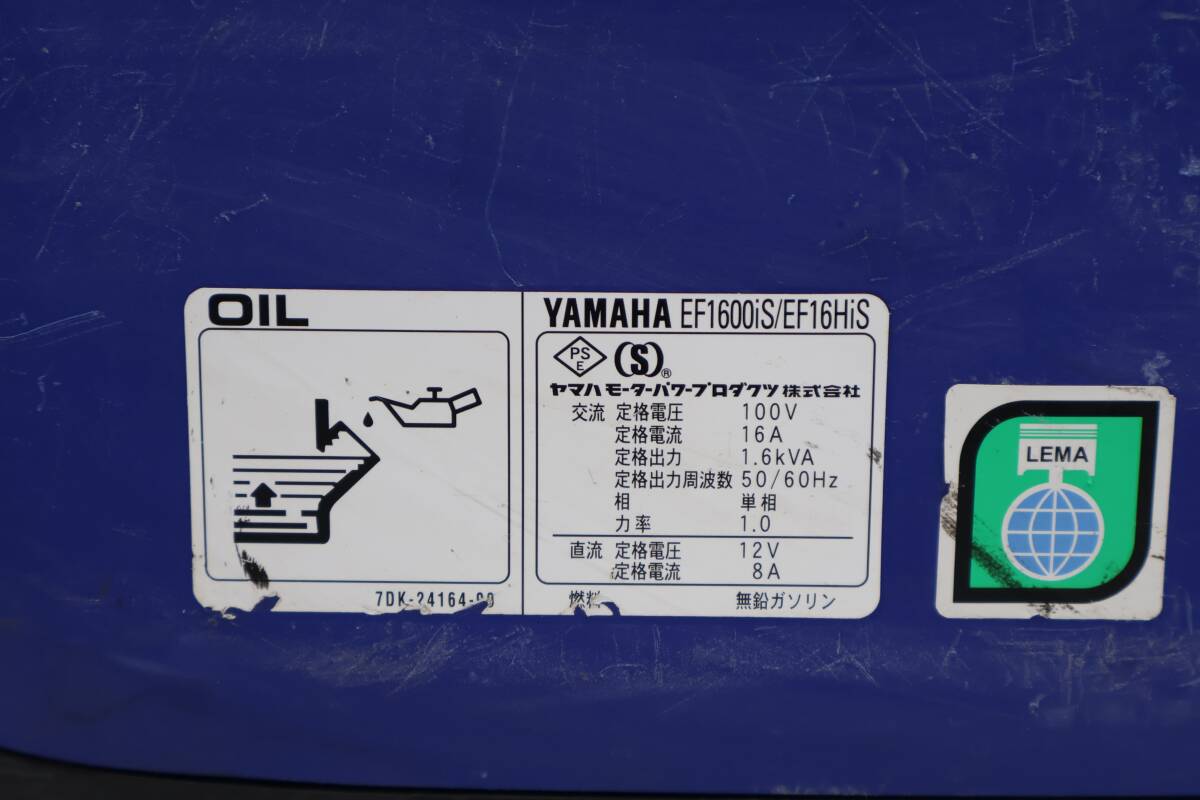 OIL
7DK-24164-00
YAMAHA EF1600iS/EF16HiS
PS
E
(S)®
ヤマハモーターパワープロダクツ株式会社
交流 定格電圧 100V
定格電流 16A
定格出力 1.6kVA
定格出力周波数 50/60Hz
相 単相
力率 1.0
直流 定格電圧 12V
定格電流 8A
燃料 無鉛ガソリン
LEMA